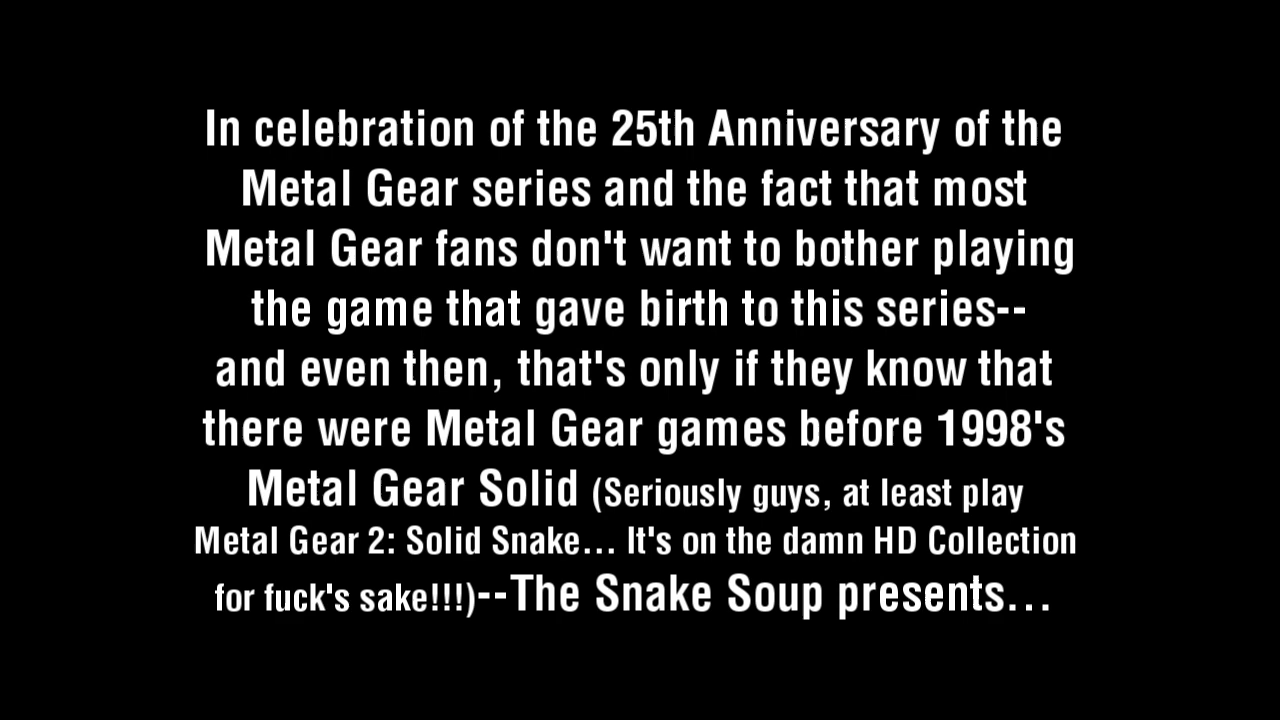 In celebration of the 25th Anniversary of the
Metal Gear series and the fact that most
Metal Gear fans don't want to bother playing
the game that gave birth to this series--
and even then, that's only if they know that
there were Metal Gear games before 1998's
Metal Gear Solid (Seriously guys, at least play
Metal Gear 2: Solid Snake... It's on the damn HD Collection
for fuck's sake!!!)--The Snake Soup presents...